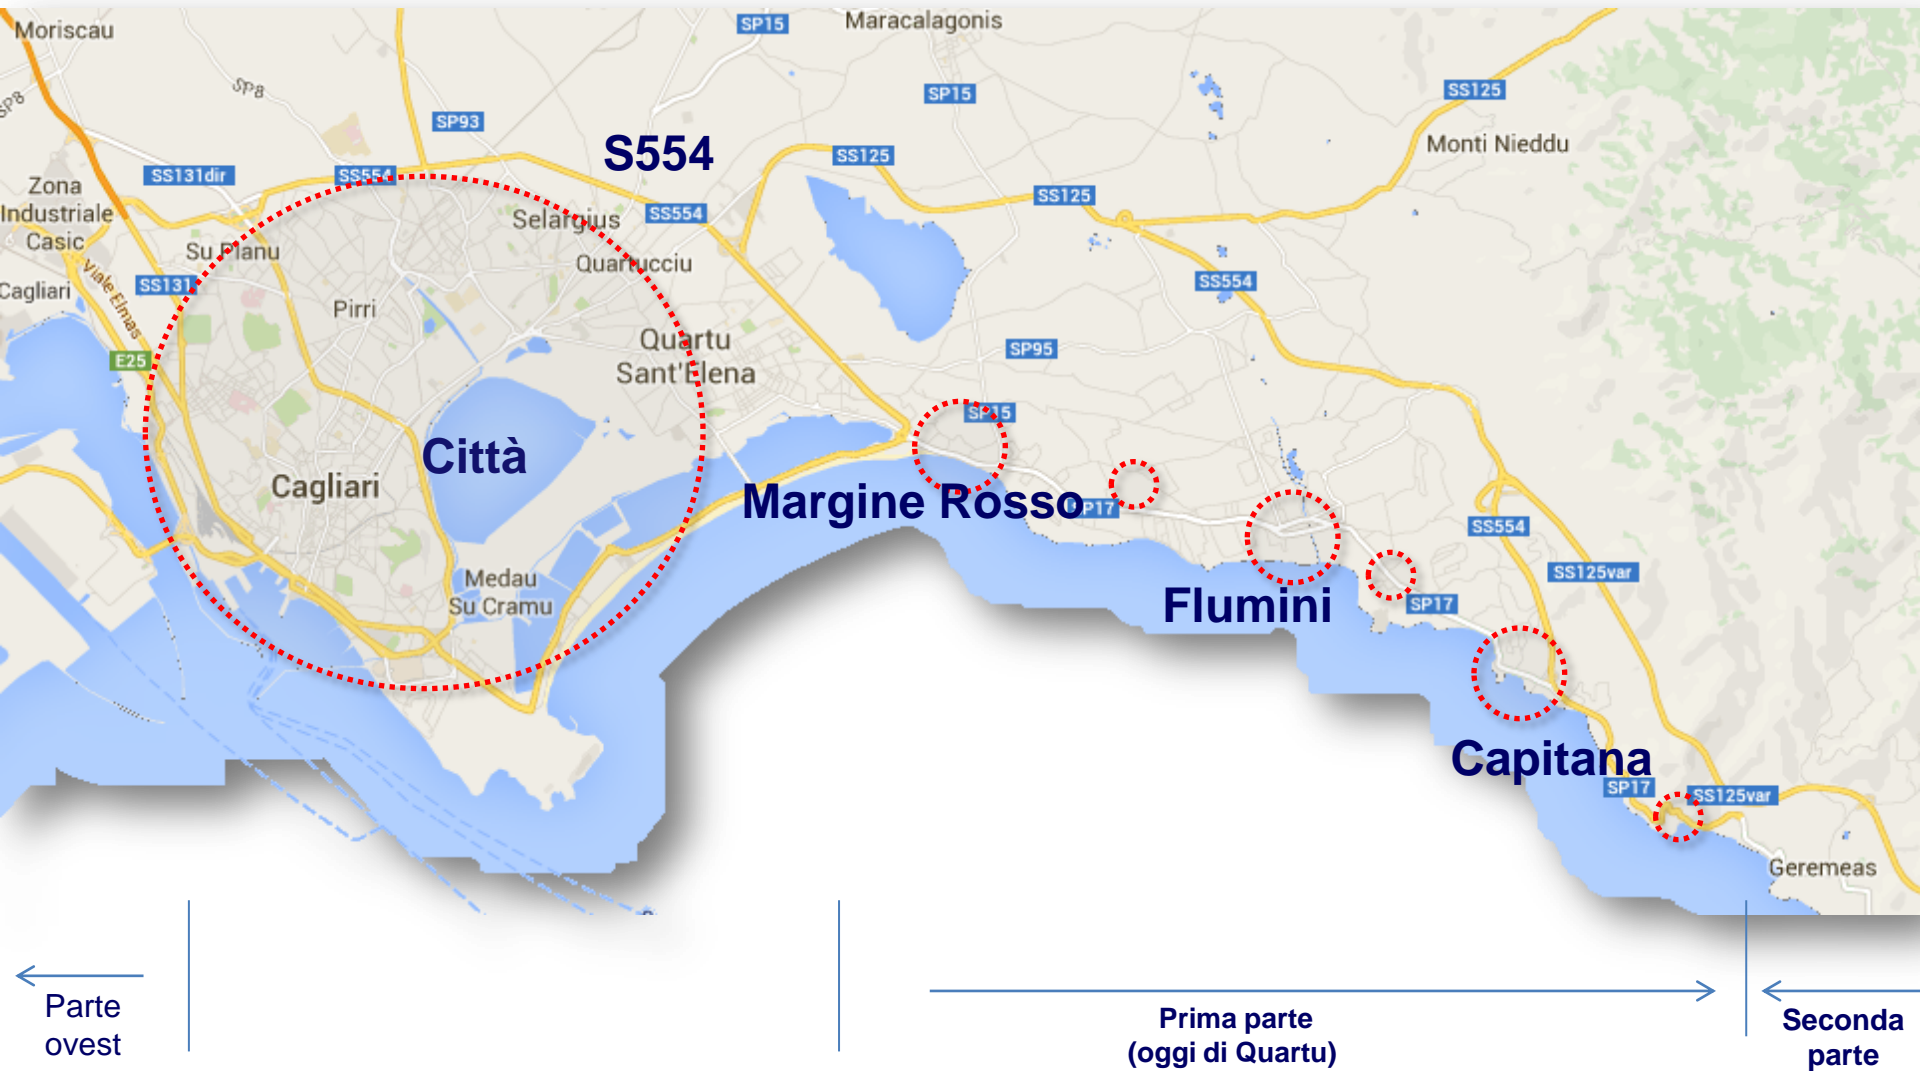 Moriscau
SP15
Maracalagonis
SP8
SP8
SP15
SS125
SP93
S554
Monti Nieddu
SS125
Zona
Industriale
Casic
SS131dir
SS554
SS125
Selargius
SS554
Su Pianu
Quartucciu
SS554
Cagliari
SS131
Viale Elmas
Pirri
E25
Quartu
Sant'Elena
SP95
SP15
Città
Cagliari
Margine Rosso
SP17
SS554
Medau
Su Cramu
SS125var
Flumini
SP17
Capitana
SP17
SS125var
Geremeas
Parte
ovest
Prima parte
(oggi di Quartu)
Seconda
parte